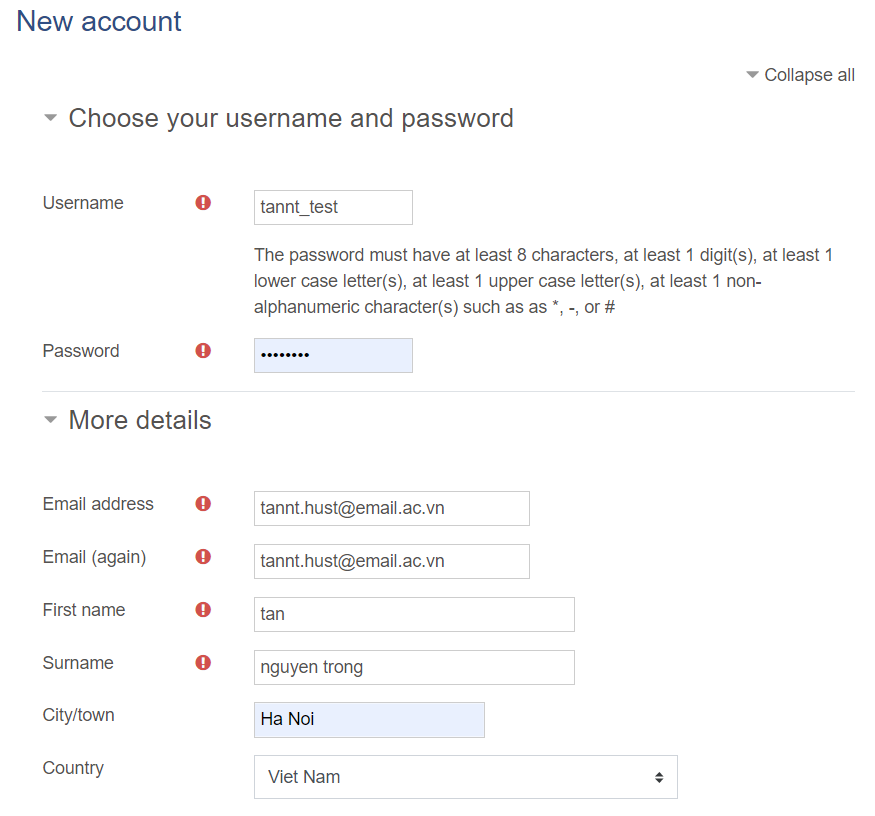 New account
Collapse all
Choose your username and password
Username
tannt_test
The password must have at least 8 characters, at least 1 digit(s), at least 1
lower case letter(s), at least 1 upper case letter(s), at least 1 non-
alphanumeric character(s) such as as *, -, or #
Password
••••••••
More details
Email address
tannt.hust@email.ac.vn
Email (again)
tannt.hust@email.ac.vn
First name
tan
Surname
nguyen trong
City/town
Ha Noi
Country
Viet Nam